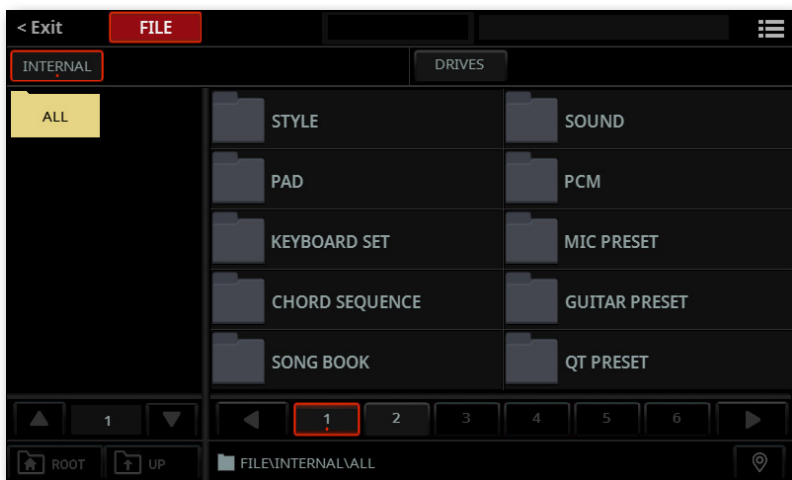 < Exit FILE
INTERNAL DRIVES
ALL
STYLE SOUND
PAD PCM
KEYBOARD SET MIC PRESET
CHORD SEQUENCE GUITAR PRESET
SONG BOOK QT PRESET
1 1 2 3 4 5 6
ROOT UP FILE\INTERNAL\ALL